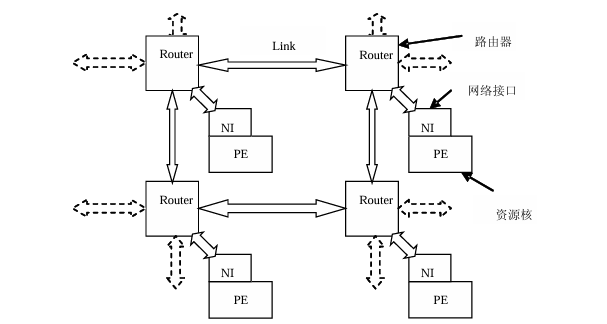 Router
Link
Router
路由器
网络接口
NI
PE
NI
PE
资源核
Router
Router
NI
PE
NI
PE